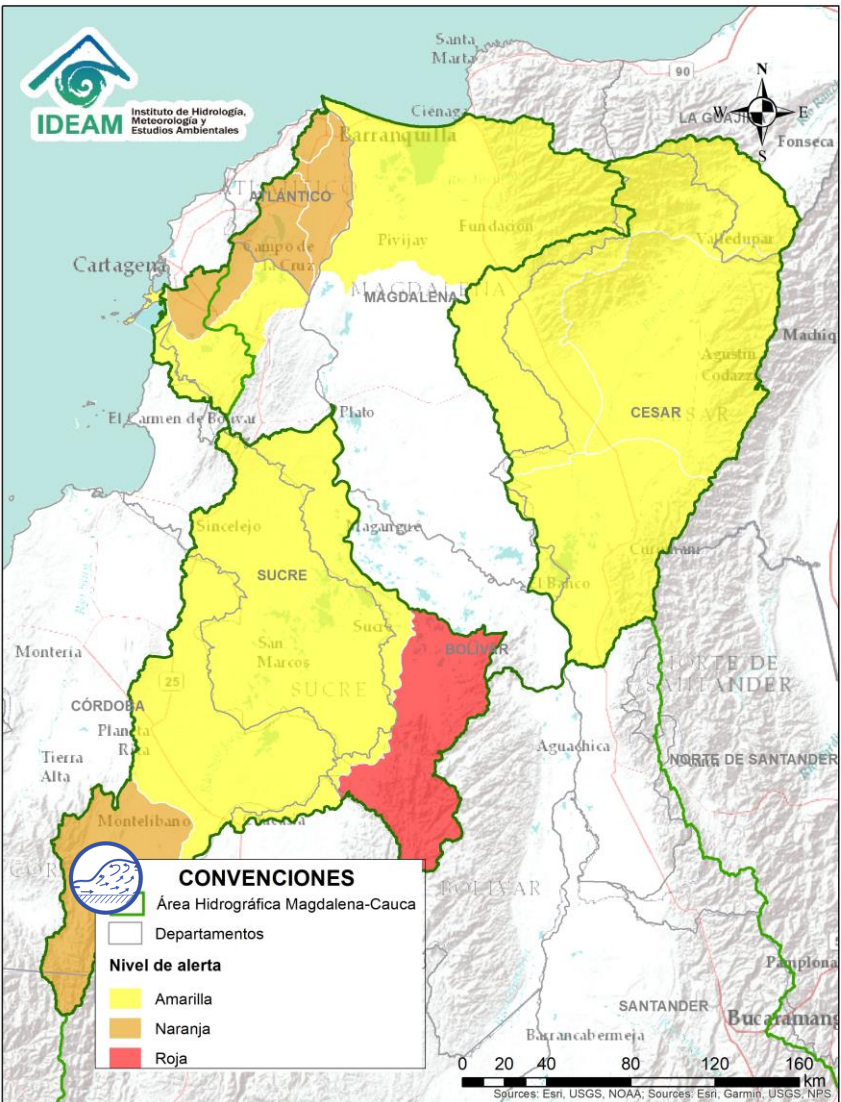 Santa
Marta
90
N
W E
S
Instituto de Hidrología,
Meteorología y
Estudios Ambientales
IDEAM
Ciénaga
LA GUAJIRA
Barranquilla
Fonseca
ATLÁNTICO
Campo de
la Cruz
Pivijay
Fundación
Valledupar
Cartagena
MAGDALENA
MAGDALENA
Agustín
Codazzi
CESAR
El Carmen de Bolívar
Plato
Sincelejo
Magangué
SUCRE
El Banco
Sucre
San
Marcos
BOLÍVAR
Montería
SUCRE
25
CÓRDOBA
NORTE DE
SANTANDER
Tierra
Alta
Aguachica
NORTE DE SANTANDER
Montelíbano
BOLÍVAR
CONVENCIONES
Área Hidrográfica Magdalena-Cauca
Departamentos
Nivel de alerta
Amarilla
Naranja
Roja
Pamplona
SANTANDER
Bucaramang
Barrancabermeja
0 20 40 80 120 160
km
Sources: Esri, USGS, NOAA; Sources: Esri, Garmin, USGS, NPS